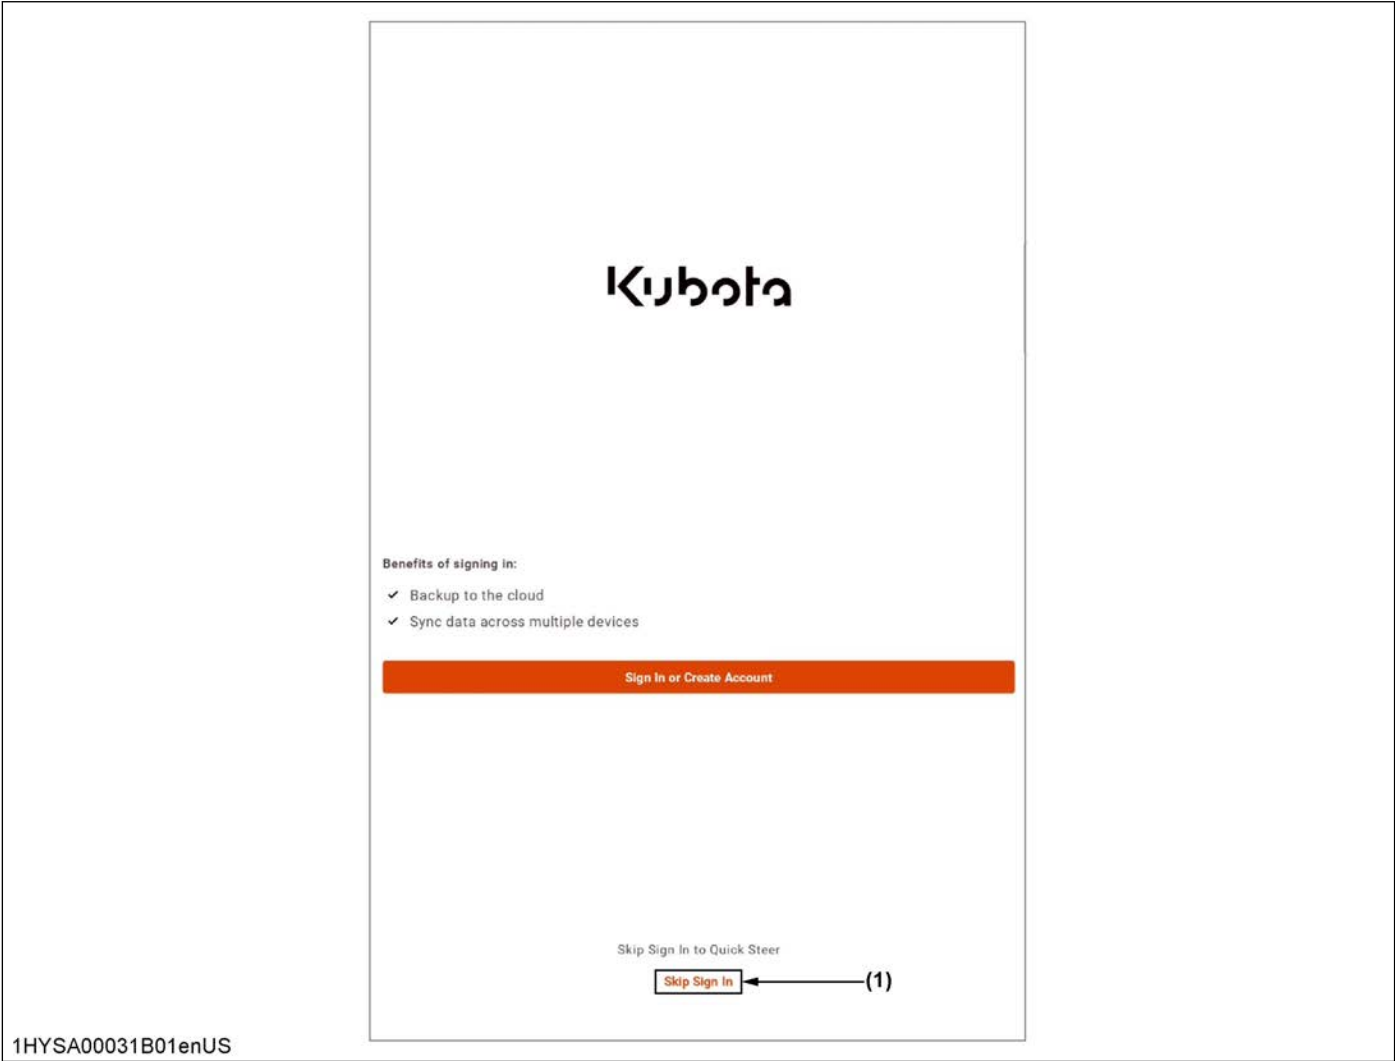 Kubota
Benefits of signing in:
✓ Backup to the cloud
✓ Sync data across multiple devices
Sign In or Create Account
Skip Sign In to Quick Steer
Skip Sign In (1)
1HYSA00031B01enUS